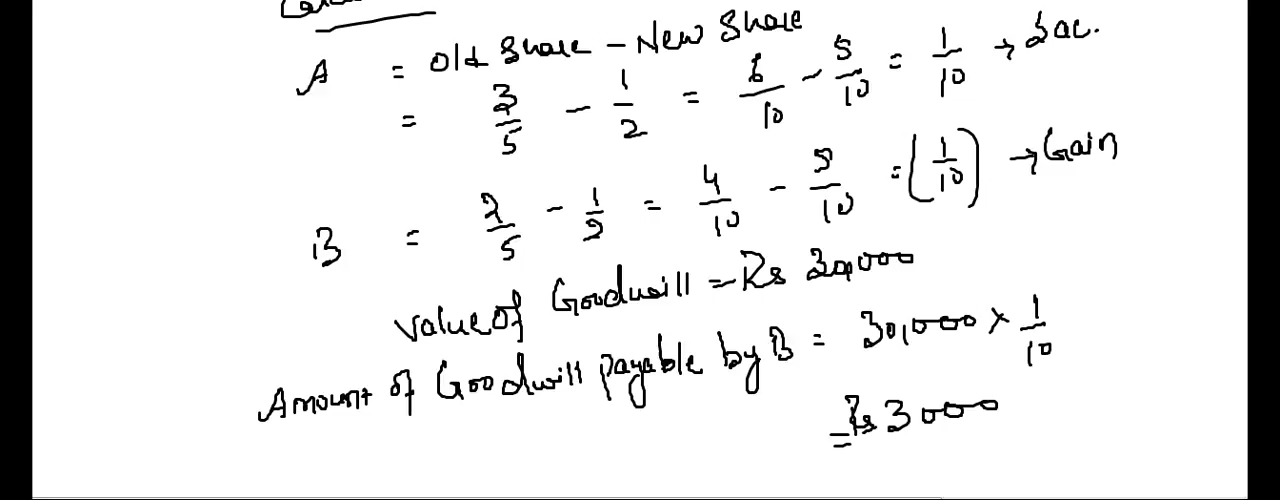 A = Old Share - New Share
= 3/5 - 1/2 = 6/10 - 5/10 = 1/10 → Sac.
B = 2/5 - 1/2 = 4/10 - 5/10 = (1/10) → Gain
Value of Goodwill = Rs 30,000
Amount of Goodwill payable by B = 30,000 × 1/10
= Rs 3000